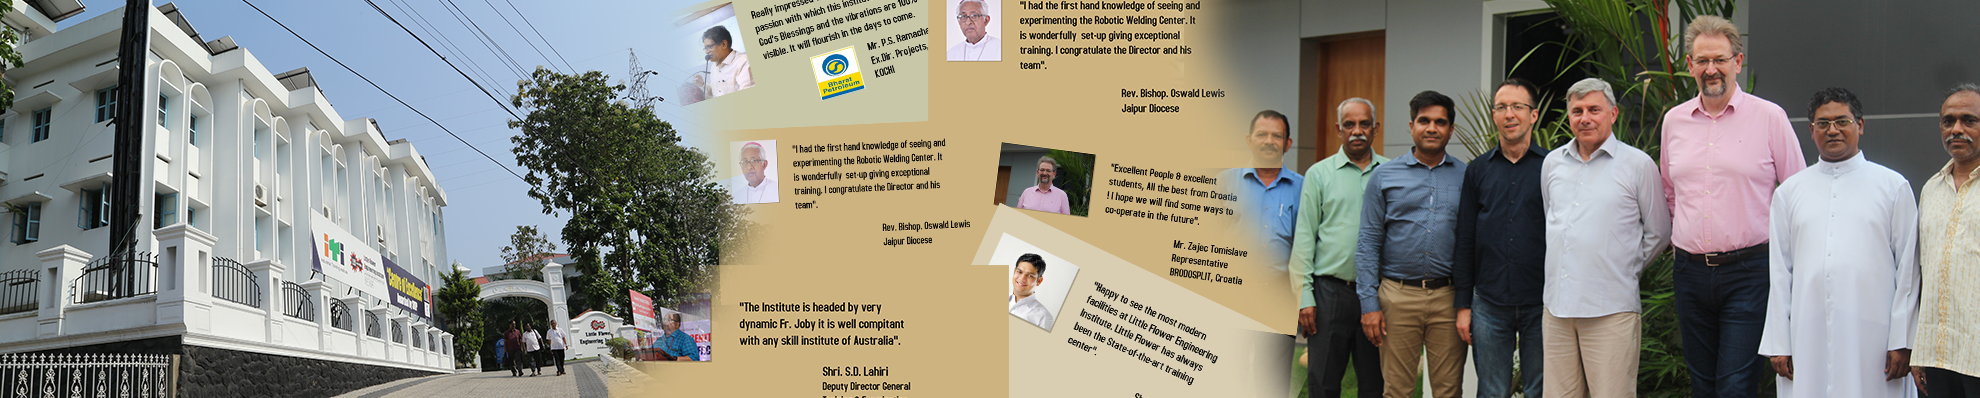 iti
"Centre of Excellence"
Little Flower
Engineering
Really impressed
passion with which this institu
God's Blessings and the vibrations are 100%
visible. It will flourish in the days to come.
Mr. P.S. Ramacha
Ex.Dir. Projects,
KOCHI
Bharat
Petroleum
"I had the first hand knowledge of seeing and
experimenting the Robotic Welding Center. It
is wonderfully set-up giving exceptional
training. I congratulate the Director and his
team".
Rev. Bishop. Oswald Lewis
Jaipur Diocese
"I had the first hand knowledge of seeing and
experimenting the Robotic Welding Center. It
is wonderfully set-up giving exceptional
training. I congratulate the Director and his
team".
Rev. Bishop. Oswald Lewis
Jaipur Diocese
"Excellent People & excellent
students, All the best from Croatia
! I hope we will find some ways to
co-operate in the future".
Mr. Zajec Tomislave
Representative
BRODOSPLIT, Croatia
"The Institute is headed by very
dynamic Fr. Joby it is well compitant
with any skill institute of Australia".
Shri. S.D. Lahiri
Deputy Director General
"Happy to see the most modern
facilities at Little Flower Engineering
Institute. Little Flower has always
been the State-of-the-art training
center".